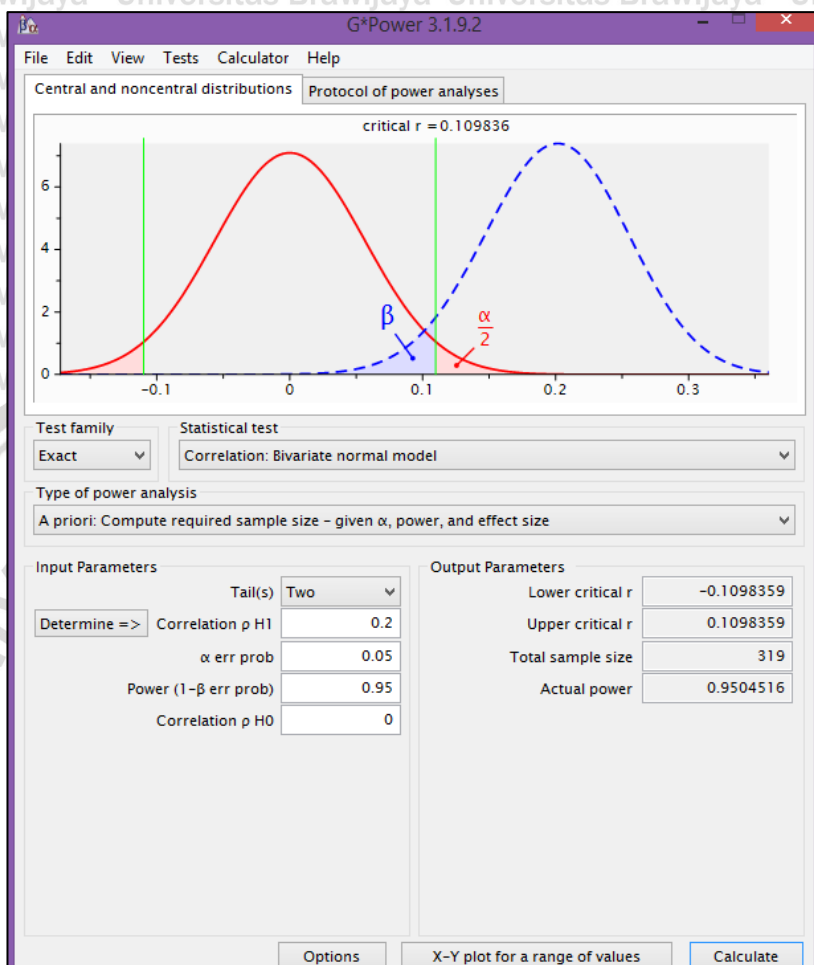 Universitas Brawijaya Universitas Brawijaya
G*Power 3.1.9.2
File Edit View Tests Calculator Help
Central and noncentral distributions Protocol of power analyses
critical r = 0.109836
6
4
2
0
β
α
2
-0.1 0 0.1 0.2 0.3
Test family Statistical test
Exact Correlation: Bivariate normal model
Type of power analysis
A priori: Compute required sample size - given α, power, and effect size
Input Parameters Output Parameters
Tail(s) Two Lower critical r -0.1098359
Determine => Correlation ρ H1 0.2 Upper critical r 0.1098359
α err prob 0.05 Total sample size 319
Power (1-β err prob) 0.95 Actual power 0.9504516
Correlation ρ H0 0
Options X-Y plot for a range of values Calculate